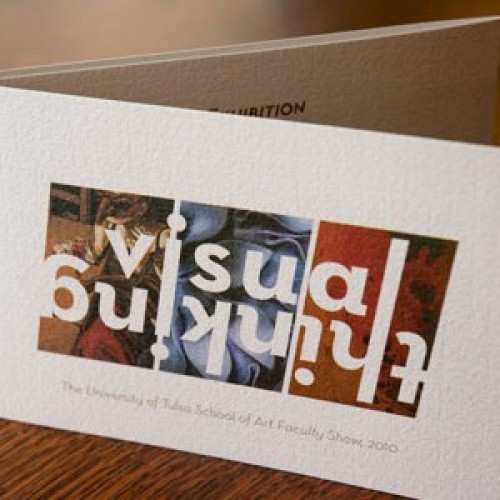 EXHIBITION
visual
thinking
The University of Tulsa School of Art Faculty Show, 2010